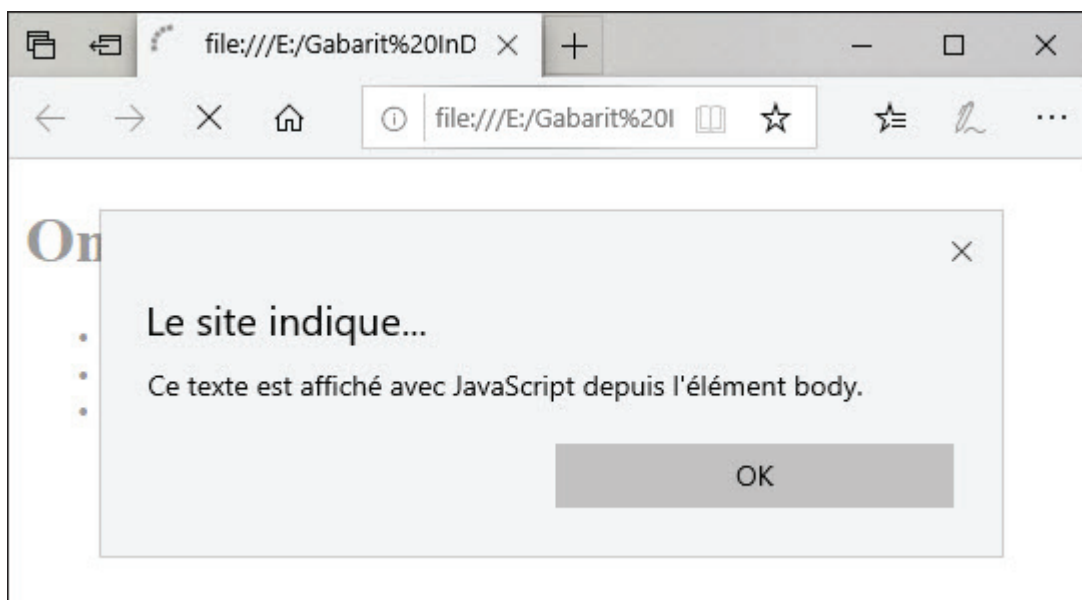 file:///E:/Gabarit%20InD
file:///E:/Gabarit%20I
On
Le site indique...
Ce texte est affiché avec JavaScript depuis l'élément body.
OK